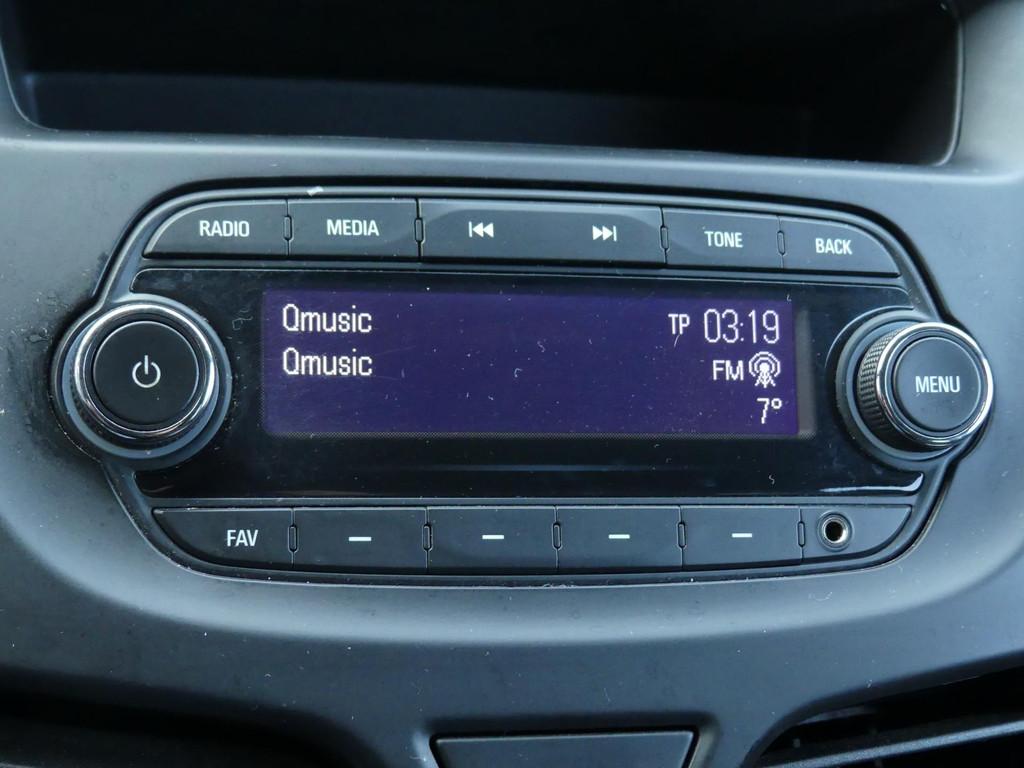 RADIO MEDIA TONE BACK
Qmusic TP 03:19
Qmusic FM
7°
MENU
FAV